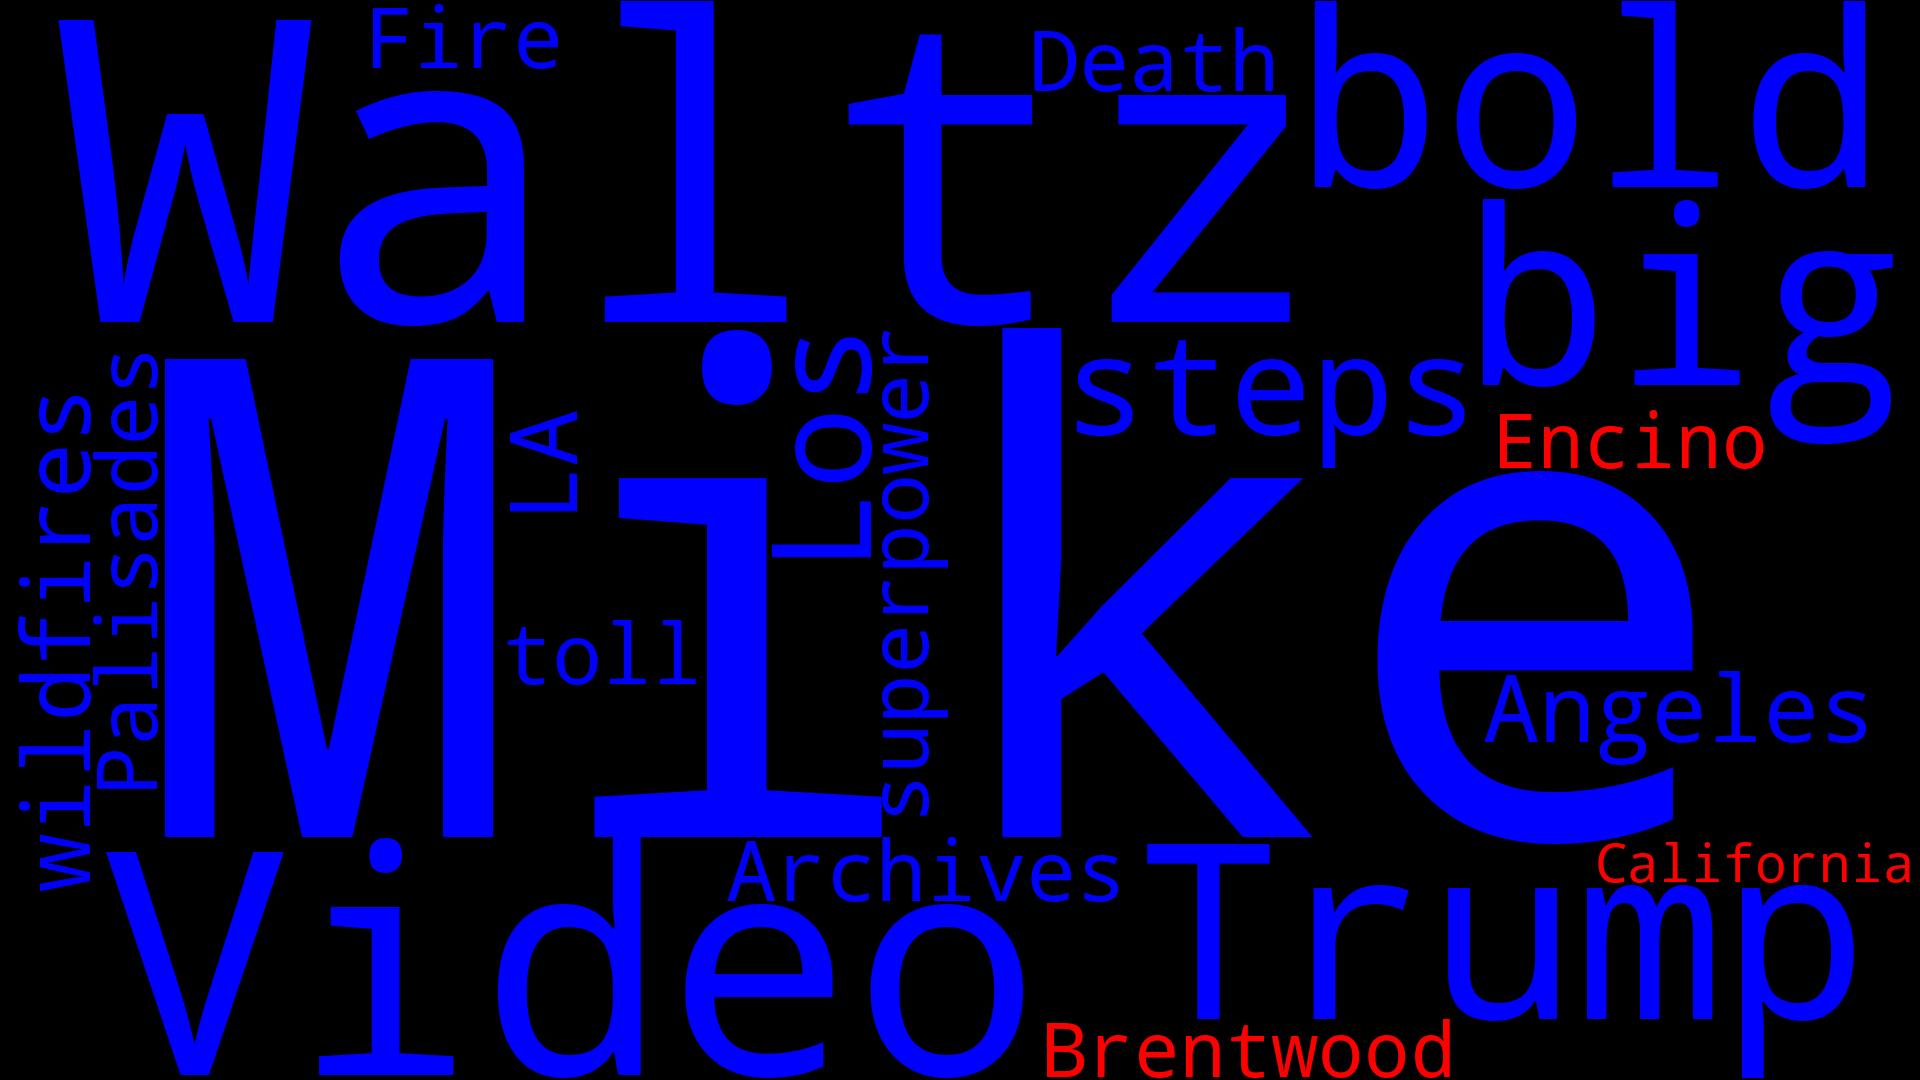 Fire
Death
bold
Waltz
big
steps
Encino
wildfires
Palisades
LA
Los
superpower
Mike
toll
Angeles
California
Archives
Video
Trump
Brentwood